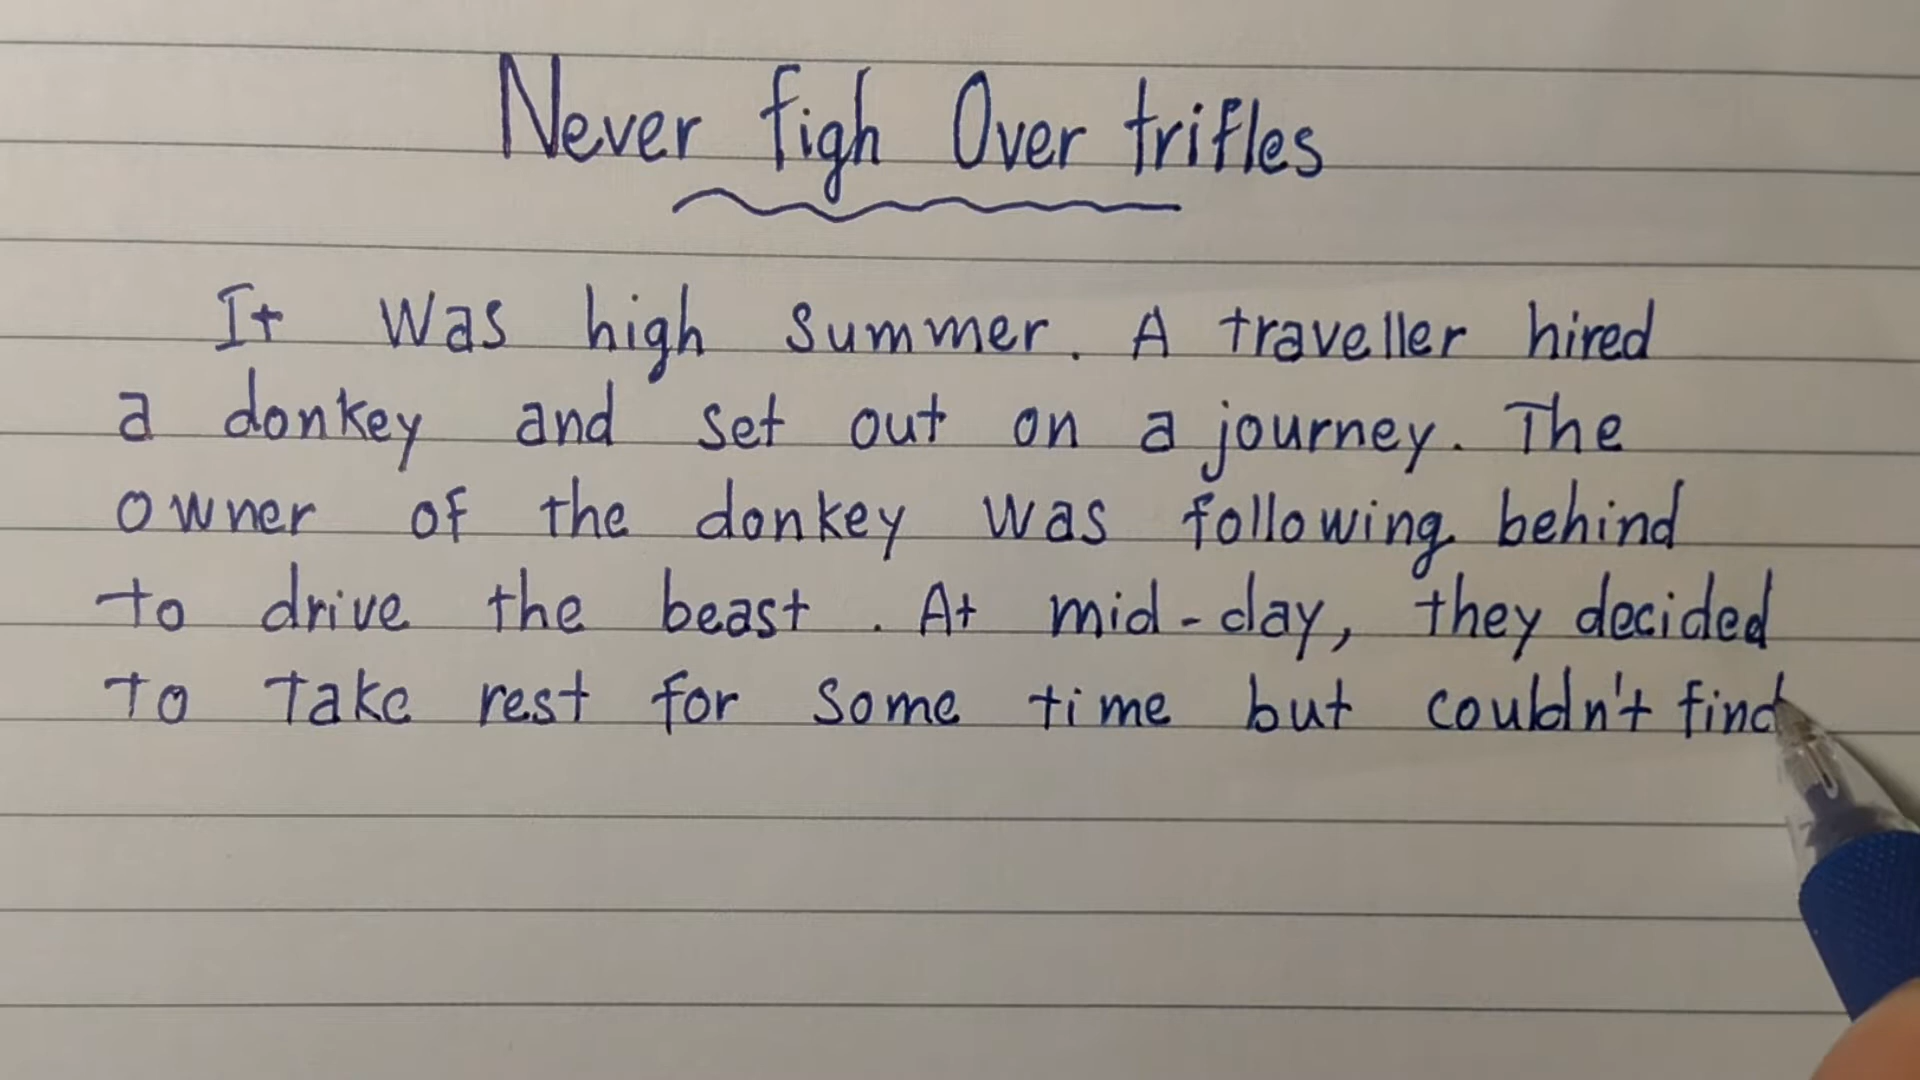 Never figh Over trifles
It was high summer. A traveller hired
a donkey and set out on a journey. The
owner of the donkey was following behind
to drive the beast. At mid-day, they decided
to take rest for some time but couldn't find